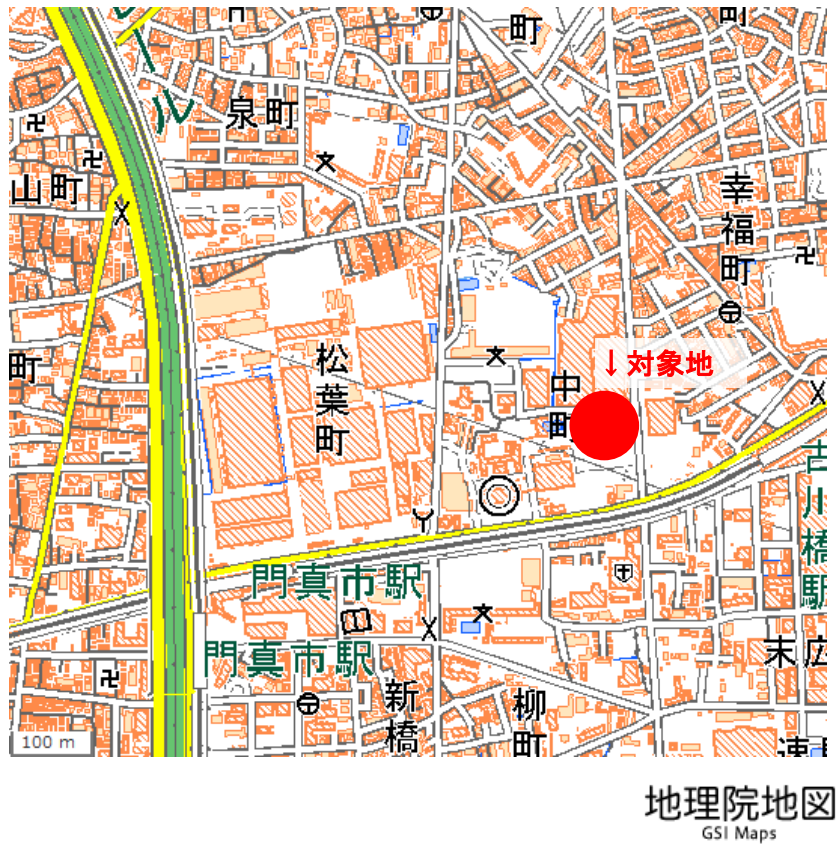 町
泉町
山町
幸福町
町
松葉町
↓対象地
中町
古川橋駅
門真市駅
門真市駅
末広
新橋
柳町
速
100 m
地理院地図
GSI Maps